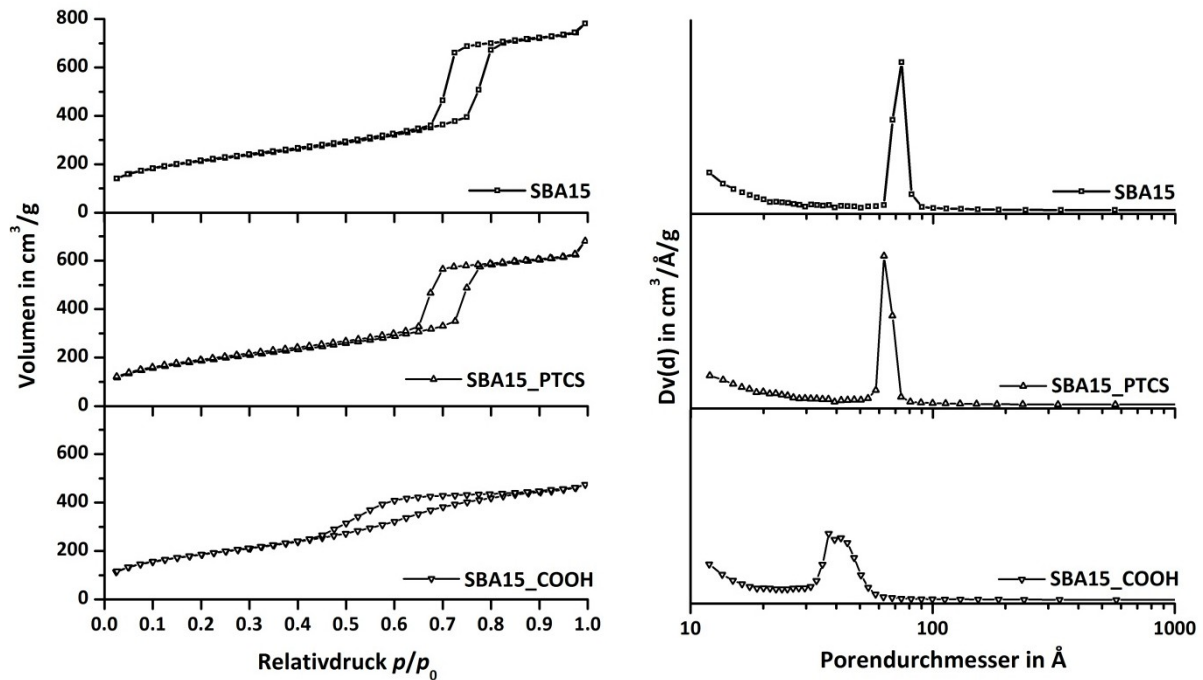 Volumen in cm³/g
800
600
400
200
0
SBA15
600
400
200
0
SBA15_PTCS
600
400
200
0
SBA15_COOH
0.0 0.1 0.2 0.3 0.4 0.5 0.6 0.7 0.8 0.9 1.0
Relativdruck p/p₀
Dv(d) in cm³/Å/g
SBA15
SBA15_PTCS
SBA15_COOH
10 100 1000
Porendurchmesser in Å